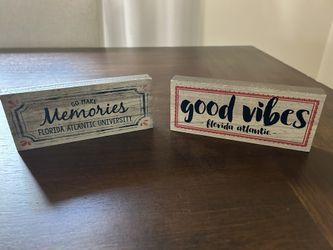 GO MAKE
Memories
FLORIDA ATLANTIC UNIVERSITY
good vibes
- florida atlantic -